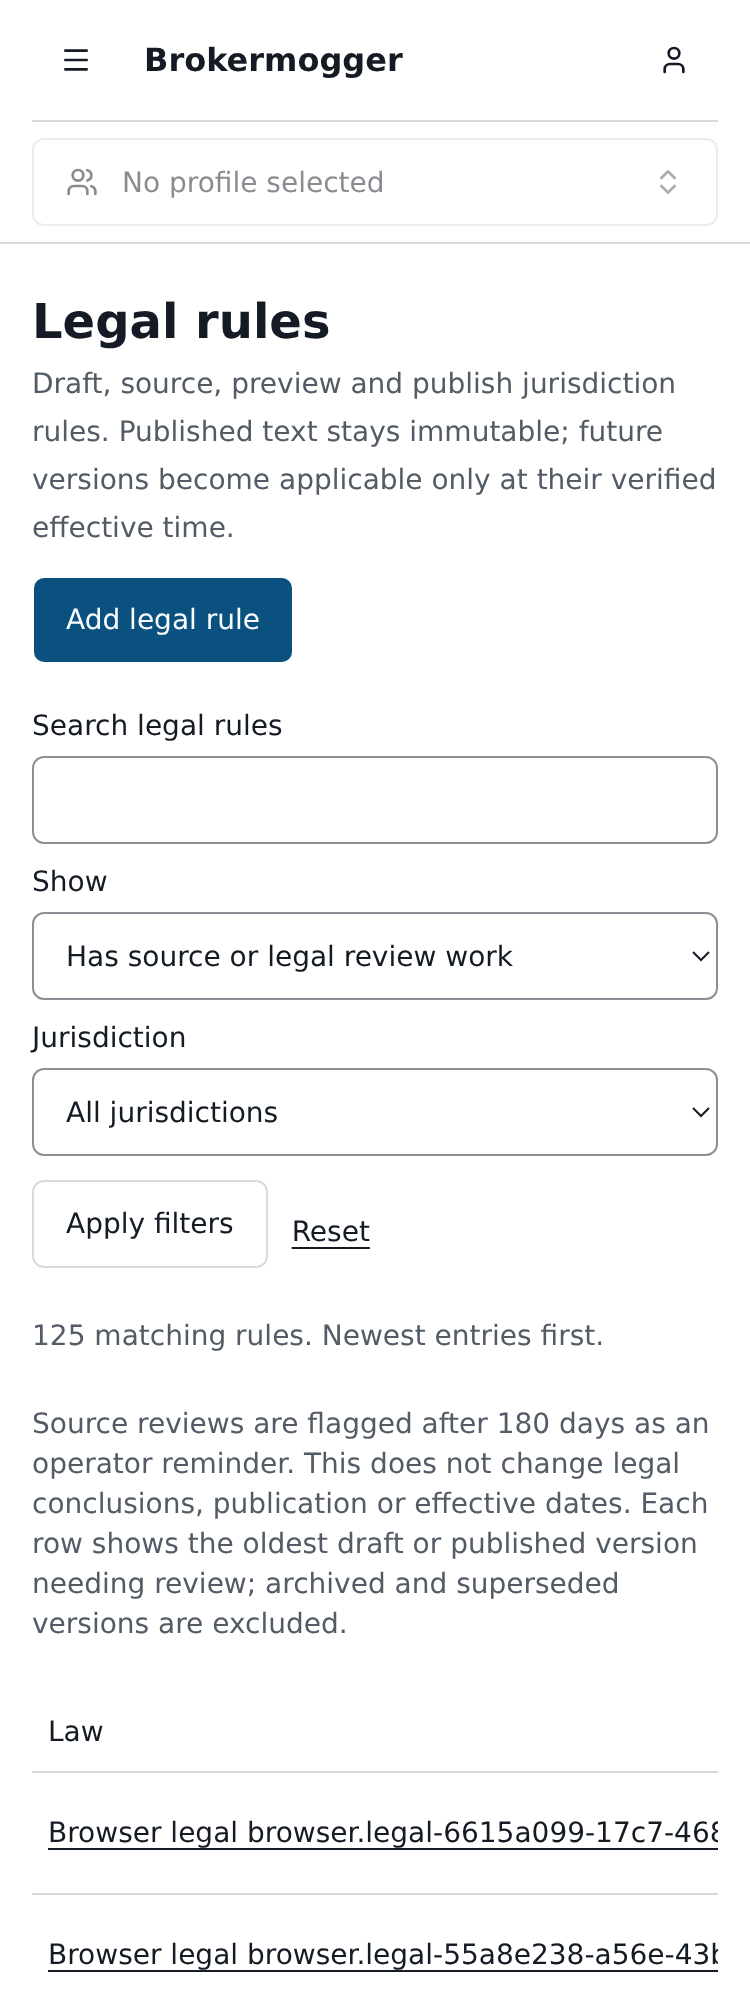 Brokermogger
No profile selected
Legal rules
Draft, source, preview and publish jurisdiction
rules. Published text stays immutable; future
versions become applicable only at their verified
effective time.
Add legal rule
Search legal rules
Show
Has source or legal review work
Jurisdiction
All jurisdictions
Apply filters
Reset
125 matching rules. Newest entries first.
Source reviews are flagged after 180 days as an
operator reminder. This does not change legal
conclusions, publication or effective dates. Each
row shows the oldest draft or published version
needing review; archived and superseded
versions are excluded.
Law
Browser legal browser.legal-6615a099-17c7-468
Browser legal browser.legal-55a8e238-a56e-43b